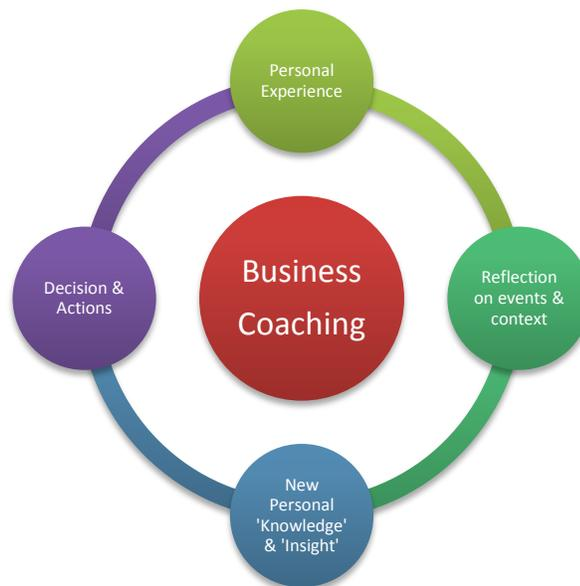 Personal
Experience
Reflection
on events &
context
New
Personal
'Knowledge'
& 'Insight'
Decision &
Actions
Business
Coaching